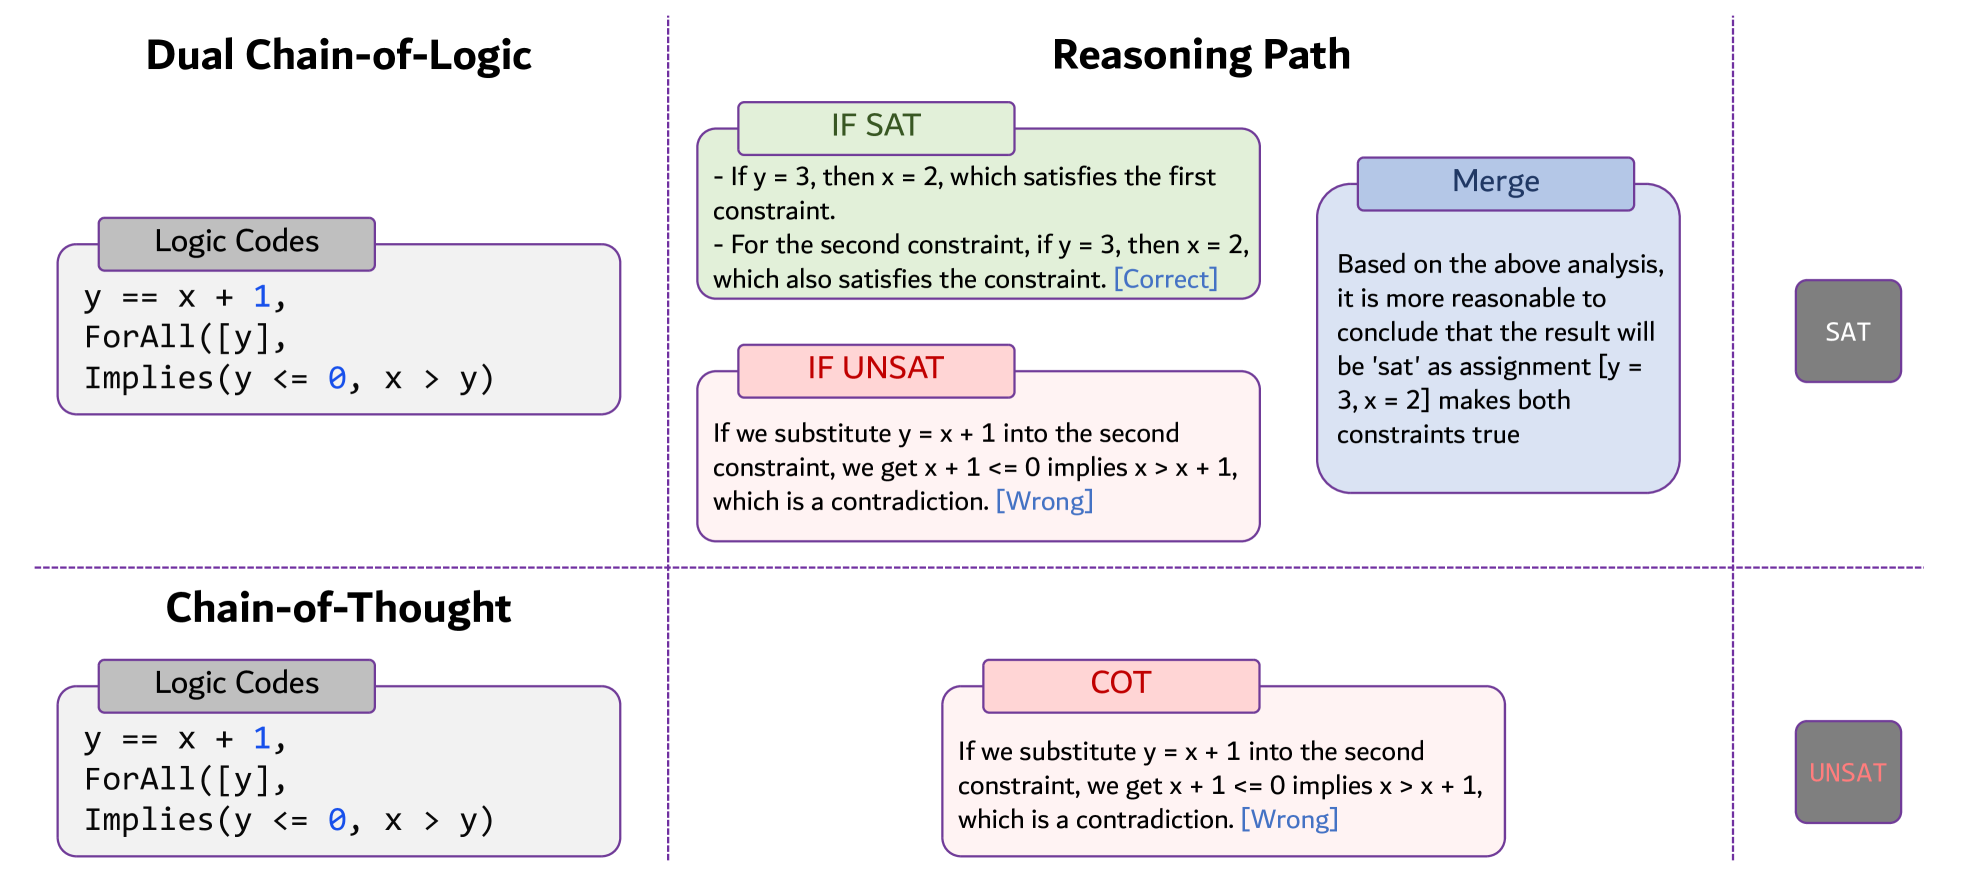 Dual Chain-of-Logic
Reasoning Path
Logic Codes
y == x + 1,
ForAll([y],
Implies(y <= 0, x > y)
IF SAT
- If y = 3, then x = 2, which satisfies the first
constraint.
- For the second constraint, if y = 3, then x = 2,
which also satisfies the constraint. [Correct]
IF UNSAT
If we substitute y = x + 1 into the second
constraint, we get x + 1 <= 0 implies x > x + 1,
which is a contradiction. [Wrong]
Merge
Based on the above analysis,
it is more reasonable to
conclude that the result will
be 'sat' as assignment [y =
3, x = 2] makes both
constraints true
SAT
Chain-of-Thought
Logic Codes
y == x + 1,
ForAll([y],
Implies(y <= 0, x > y)
COT
If we substitute y = x + 1 into the second
constraint, we get x + 1 <= 0 implies x > x + 1,
which is a contradiction. [Wrong]
UNSAT